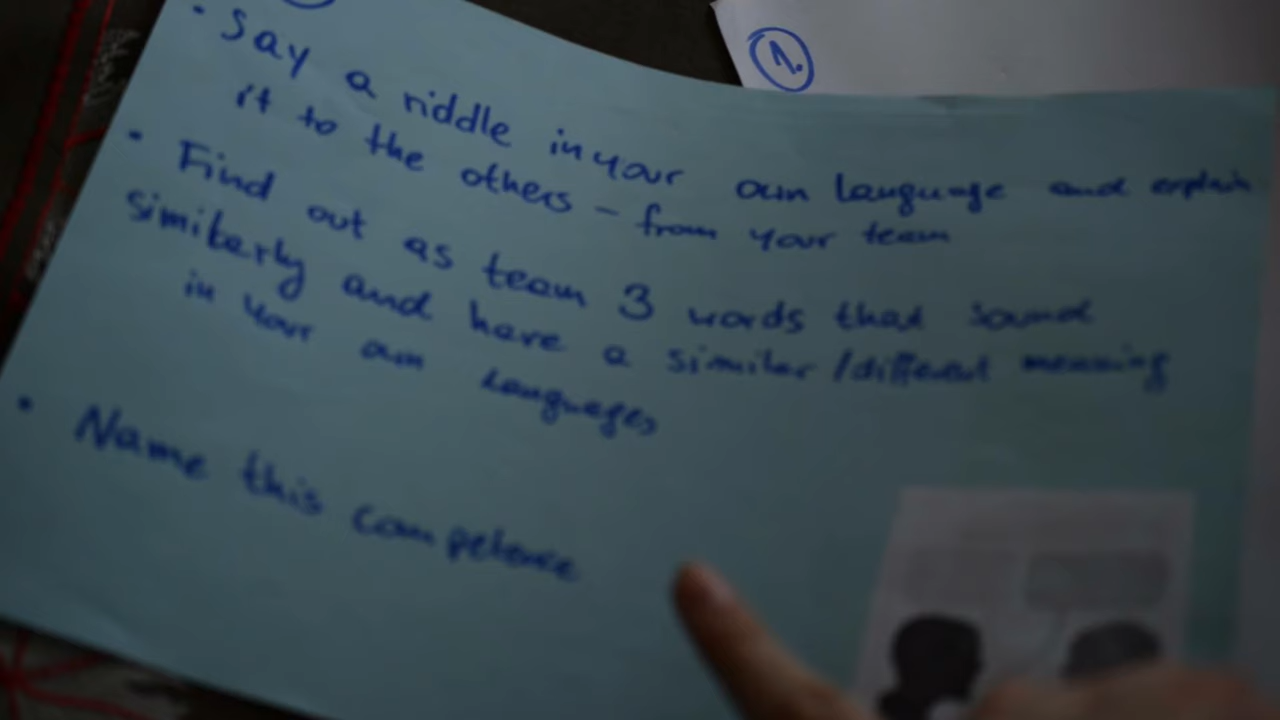 1.
• Say a riddle in your own language and explain
it to the others – from your team
• Find out as team 3 words that sound
similarly and have a similar/different meaning
in your own languages
• Name this competence